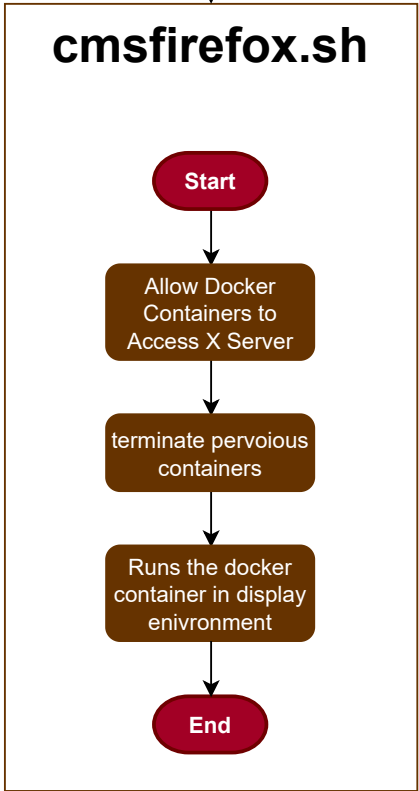 cmsfirefox.sh
Start
Allow Docker
Containers to
Access X Server
terminate pervoious
containers
Runs the docker
container in display
enivronment
End